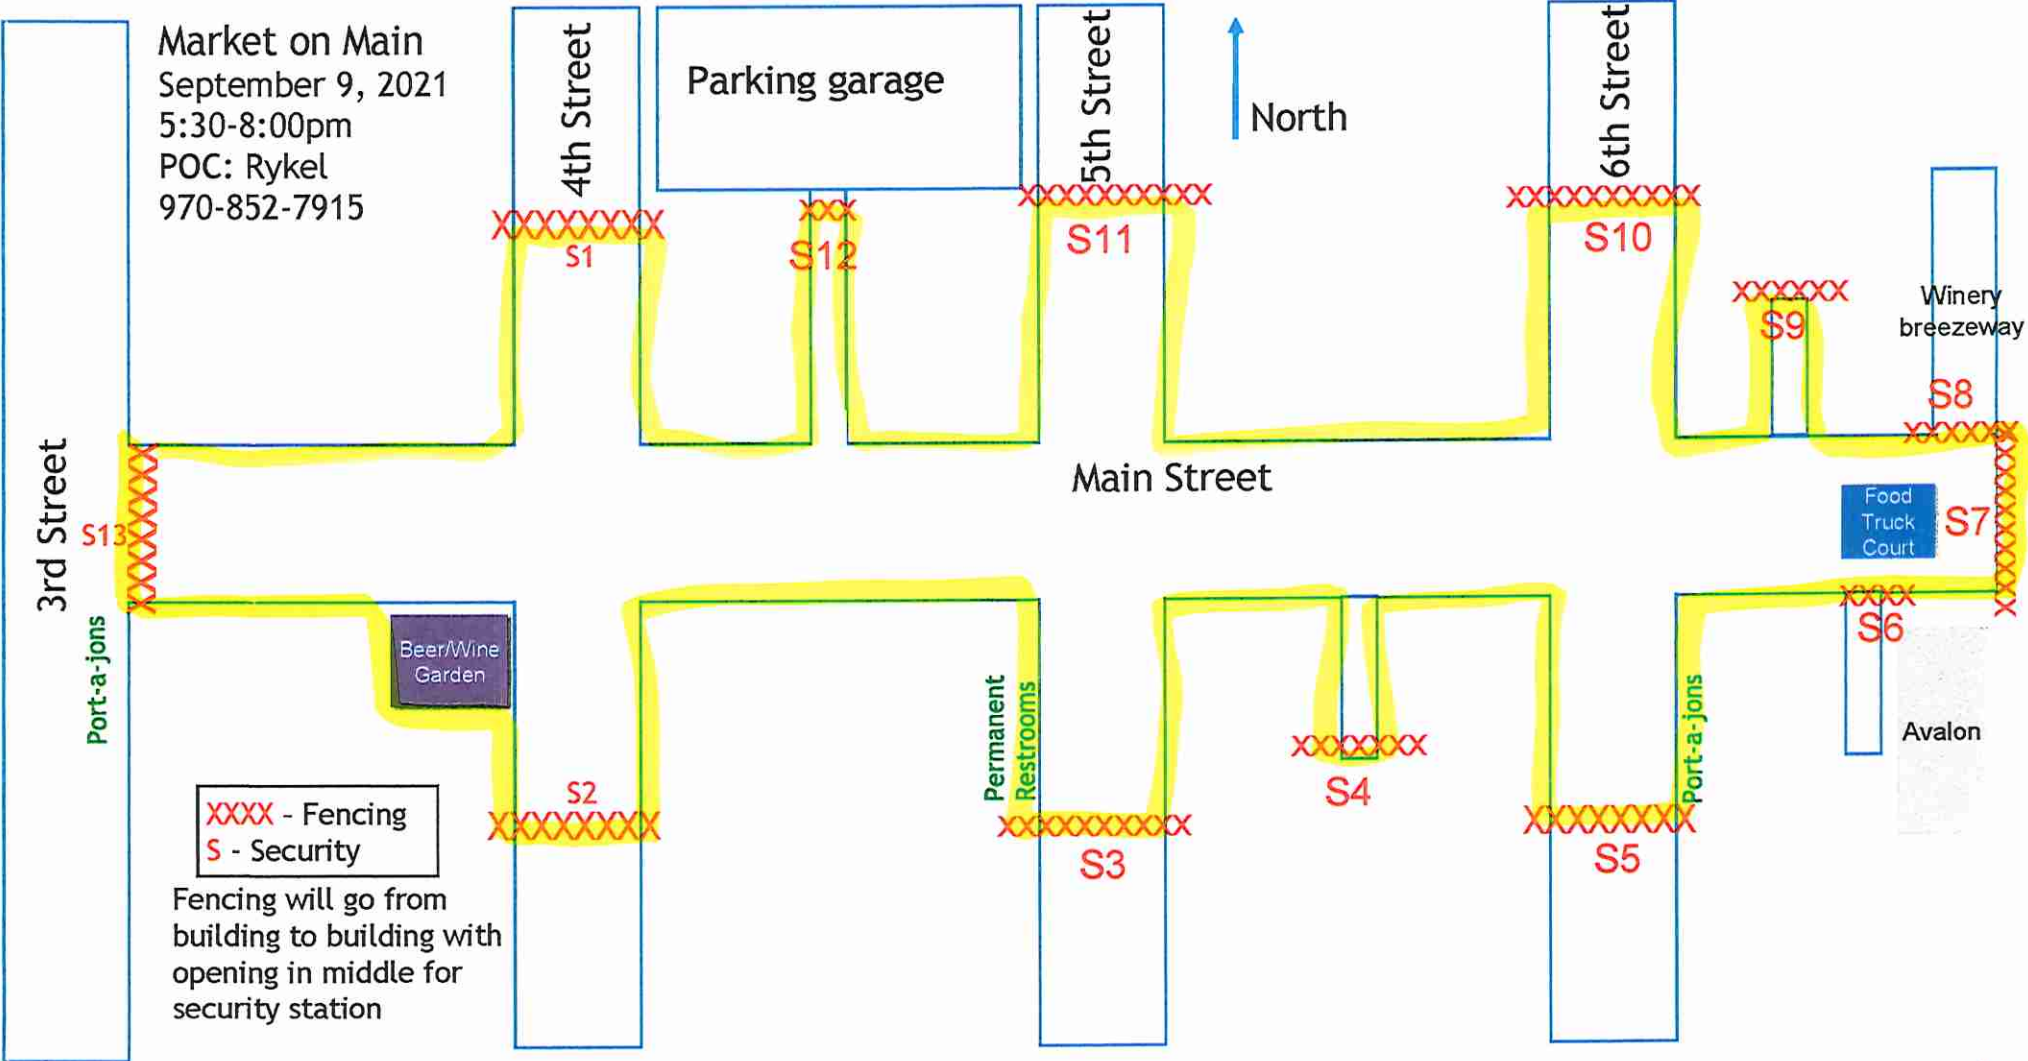 Market on Main
September 9, 2021
5:30-8:00pm
POC: Rykel
970-852-7915
4th Street
Parking garage
5th Street
North
6th Street
S1
S12
S11
S10
S9
Winery
breezeway
S8
3rd Street
S13
Main Street
Food
Truck
Court
S7
Port-a-jons
Beer/Wine
Garden
S2
Permanent
Restrooms
S3
S4
Port-a-jons
S5
S6
Avalon
XXXX - Fencing
S - Security
Fencing will go from
building to building with
opening in middle for
security station